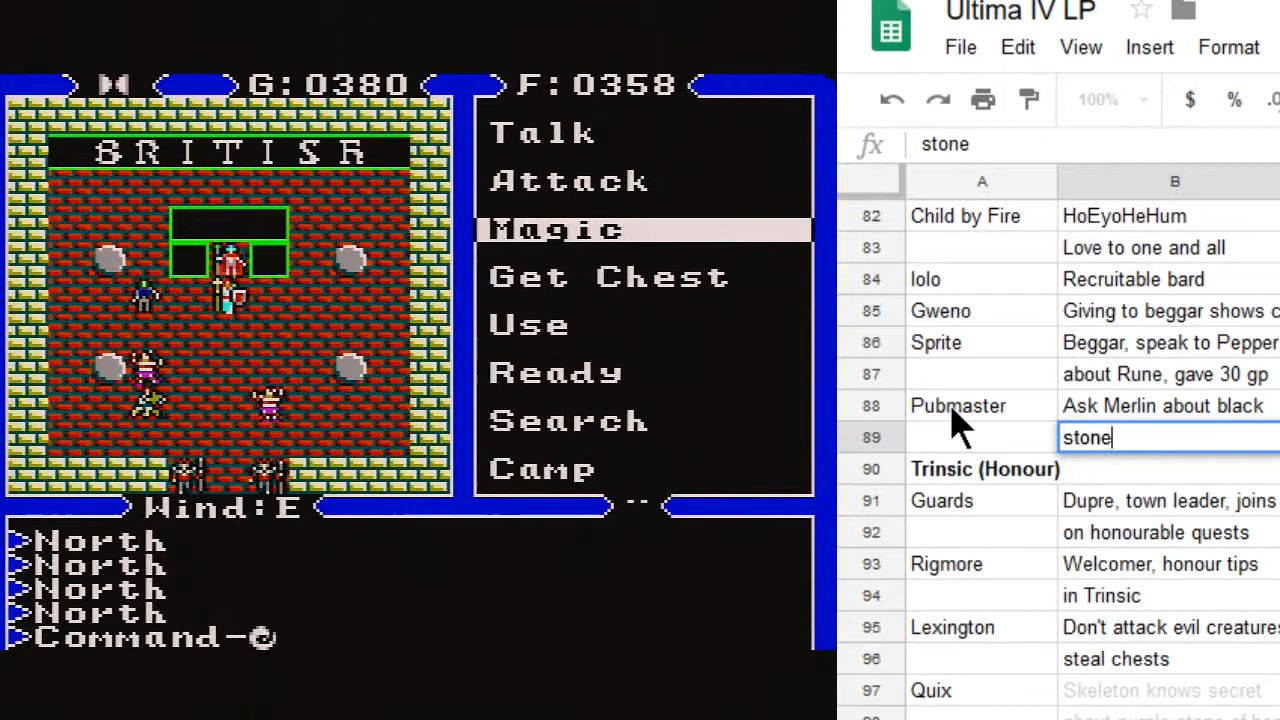 G:0380
F:0358
BRITISH
Talk
Attack
Magic
Get Chest
Use
Ready
Search
Camp
Wind:E
--
North
North
North
North
Command-
Ultima IV LP
File Edit View Insert Format
100% $ % .0
fx stone
A B
82 Child by Fire HoEyoHeHum
83 Love to one and all
84 Iolo Recruitable bard
85 Gweno Giving to beggar shows c
86 Sprite Beggar, speak to Pepper
87 about Rune, gave 30 gp
88 Pubmaster Ask Merlin about black
89 stone
90 Trinsic (Honour)
91 Guards Dupre, town leader, joins
92 on honourable quests
93 Rigmore Welcomer, honour tips
94 in Trinsic
95 Lexington Don't attack evil creatures
96 steal chests
97 Quix Skeleton knows secret